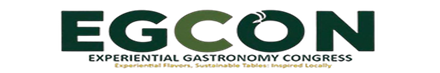 EGCON
EXPERIENTIAL GASTRONOMY CONGRESS
Experiential Flavors, Sustainable Tables: Inspired Locally